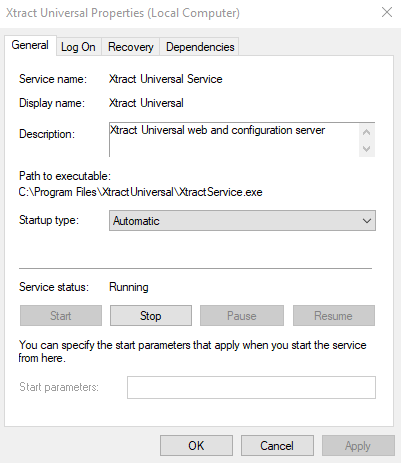 Xtract Universal Properties (Local Computer)
General Log On Recovery Dependencies
Service name: Xtract Universal Service
Display name: Xtract Universal
Description: Xtract Universal web and configuration server
Path to executable:
C:\Program Files\XtractUniversal\XtractService.exe
Startup type: Automatic
Service status: Running
Start Stop Pause Resume
You can specify the start parameters that apply when you start the service
from here.
Start parameters:
OK Cancel Apply